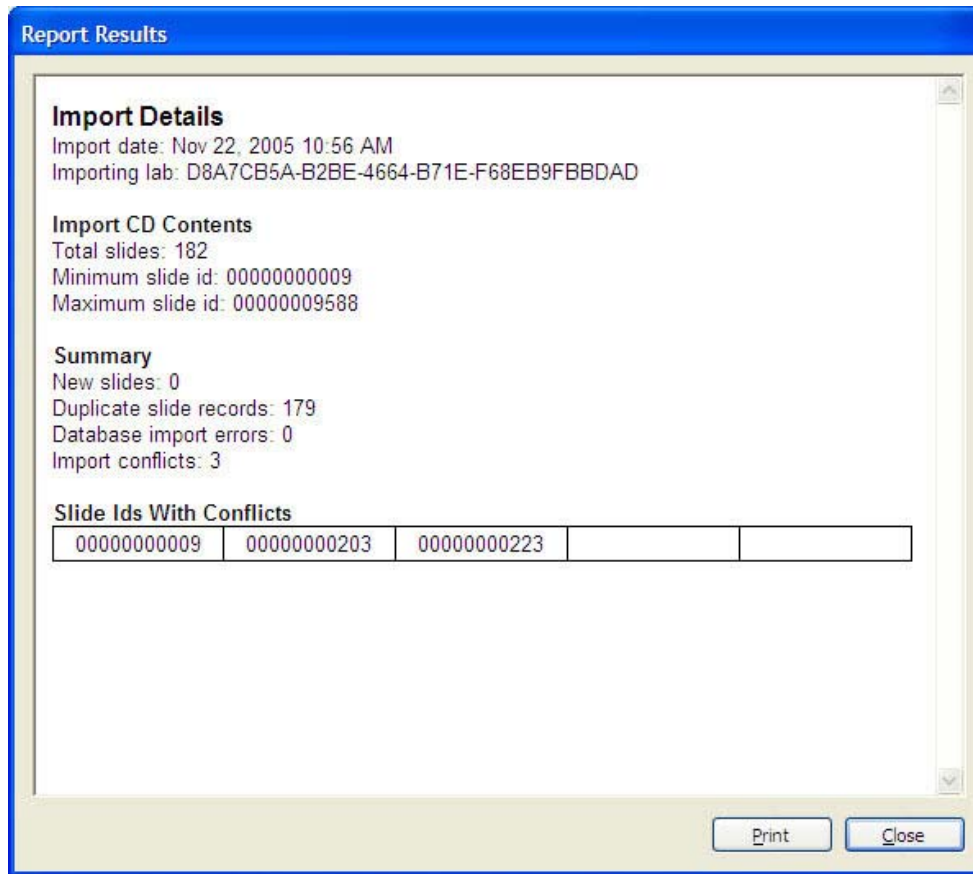 Report Results
Import Details
Import date: Nov 22, 2005 10:56 AM
Importing lab: D8A7CB5A-B2BE-4664-B71E-F68EB9FBBDAD
Import CD Contents
Total slides: 182
Minimum slide id: 00000000009
Maximum slide id: 00000009588
Summary
New slides: 0
Duplicate slide records: 179
Database import errors: 0
Import conflicts: 3
Slide Ids With Conflicts
00000000009 00000000203 00000000223
Print Close